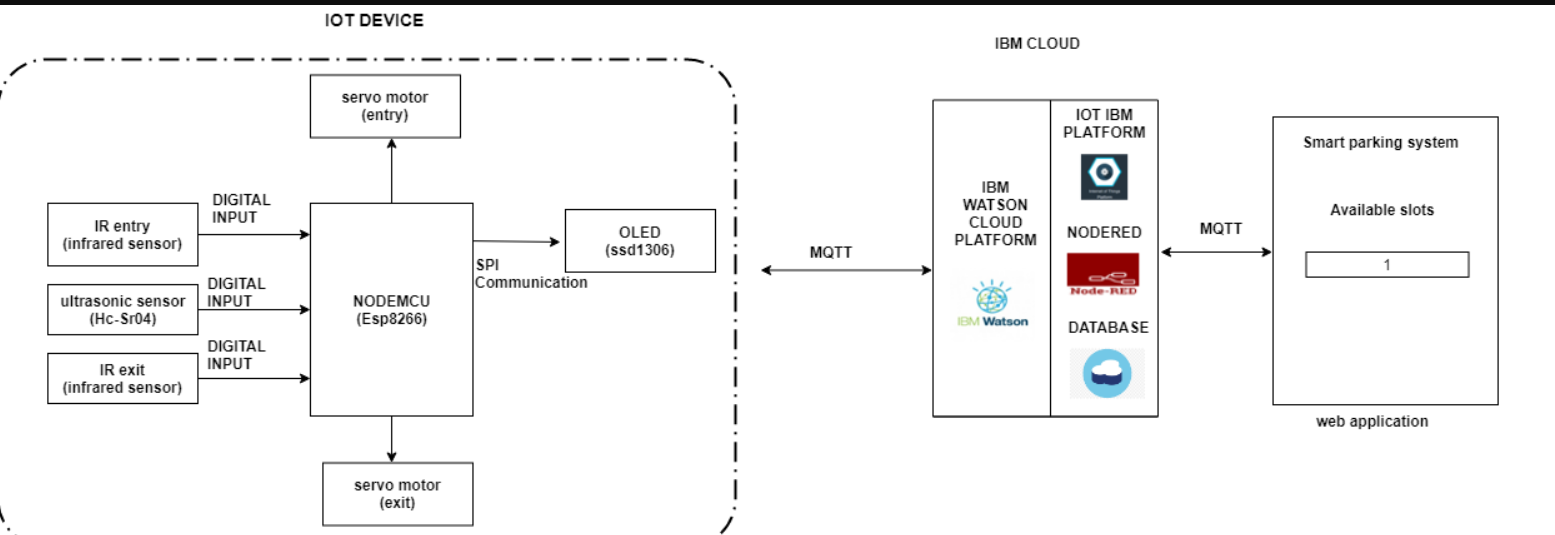 IOT DEVICE
IBM CLOUD
servo motor
(entry)
IR entry
(infrared sensor)
DIGITAL
INPUT
ultrasonic sensor
(Hc-Sr04)
DIGITAL
INPUT
IR exit
(infrared sensor)
DIGITAL
INPUT
NODEMCU
(Esp8266)
SPI
Communication
OLED
(ssd1306)
servo motor
(exit)
MQTT
IBM
WATSON
CLOUD
PLATFORM
IBM Watson
IOT IBM
PLATFORM
Internet of Things
Platform
NODERED
Node-RED
DATABASE
MQTT
Smart parking system
Available slots
1
web application